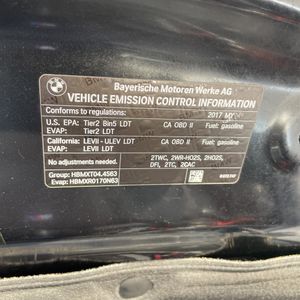 BMW
Bayerische Motoren Werke AG
VEHICLE EMISSION CONTROL INFORMATION
Conforms to regulations: 2017 MY
U.S. EPA: Tier2 Bin5 LDT CA OBD II Fuel: gasoline
EVAP: Tier2 LDT
California: LEVII - ULEV LDT CA OBD II Fuel: gasoline
EVAP: LEVII LDT
No adjustments needed. 2TWC, 2WR-HO2S, 2HO2S,
DFI, 2TC, 2CAC
Group: HBMXT04.4S63
Evap: HBMXR0170N63